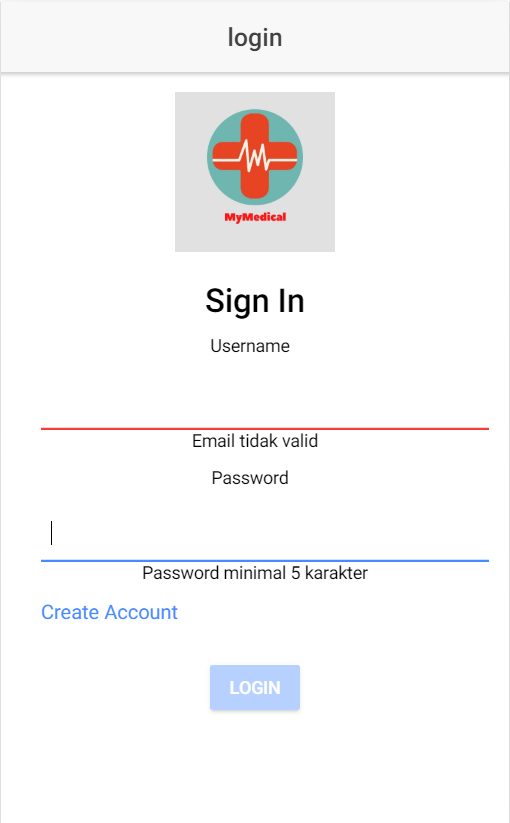 login
MyMedical
Sign In
Username
Email tidak valid
Password
Password minimal 5 karakter
Create Account
LOGIN